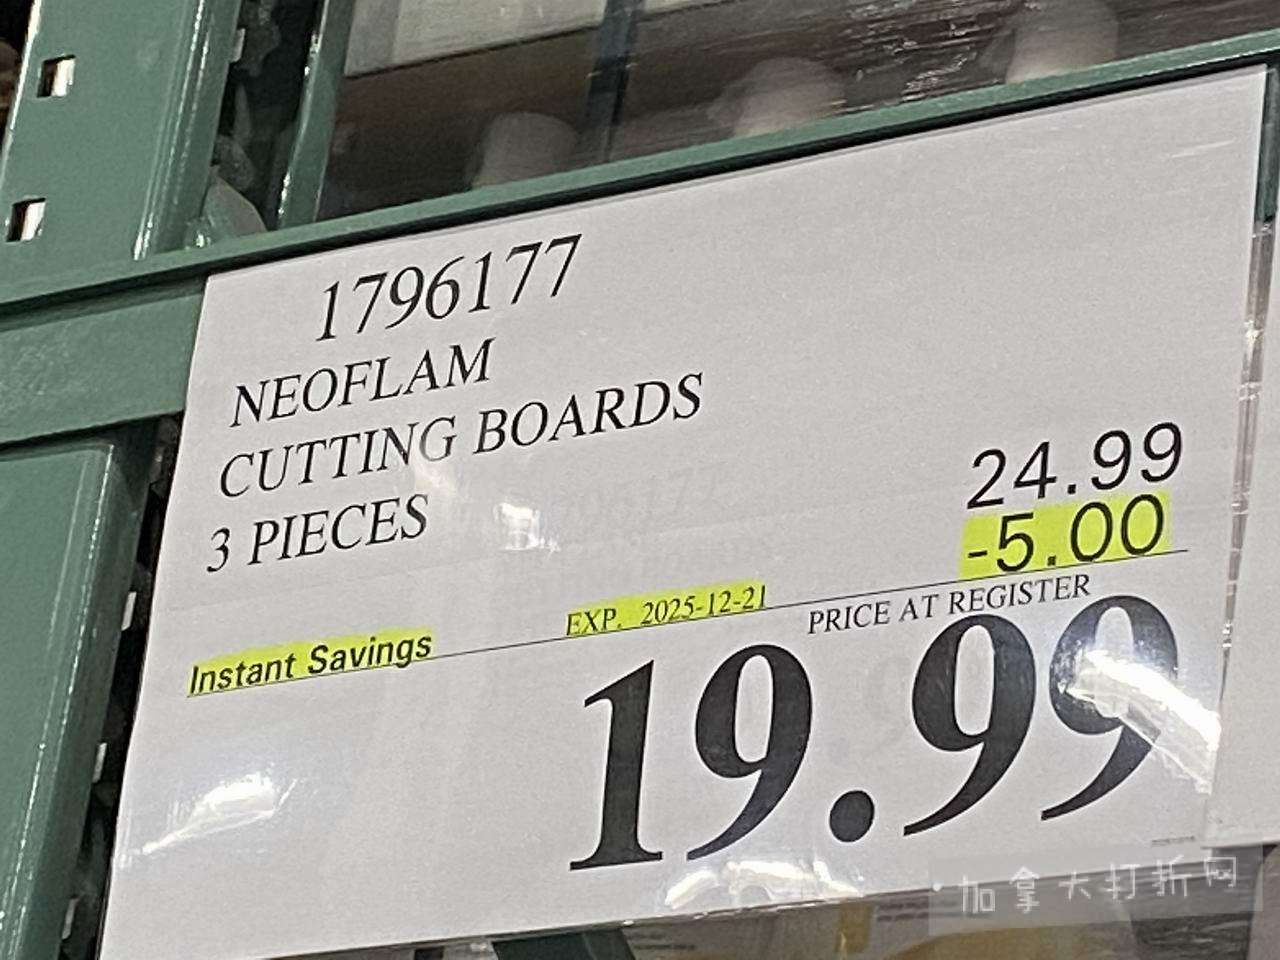 1796177
NEOFLAM
CUTTING BOARDS
3 PIECES
24.99
-5.00
Instant Savings
EXP. 2025-12-21
PRICE AT REGISTER
19.99
加拿大打折网